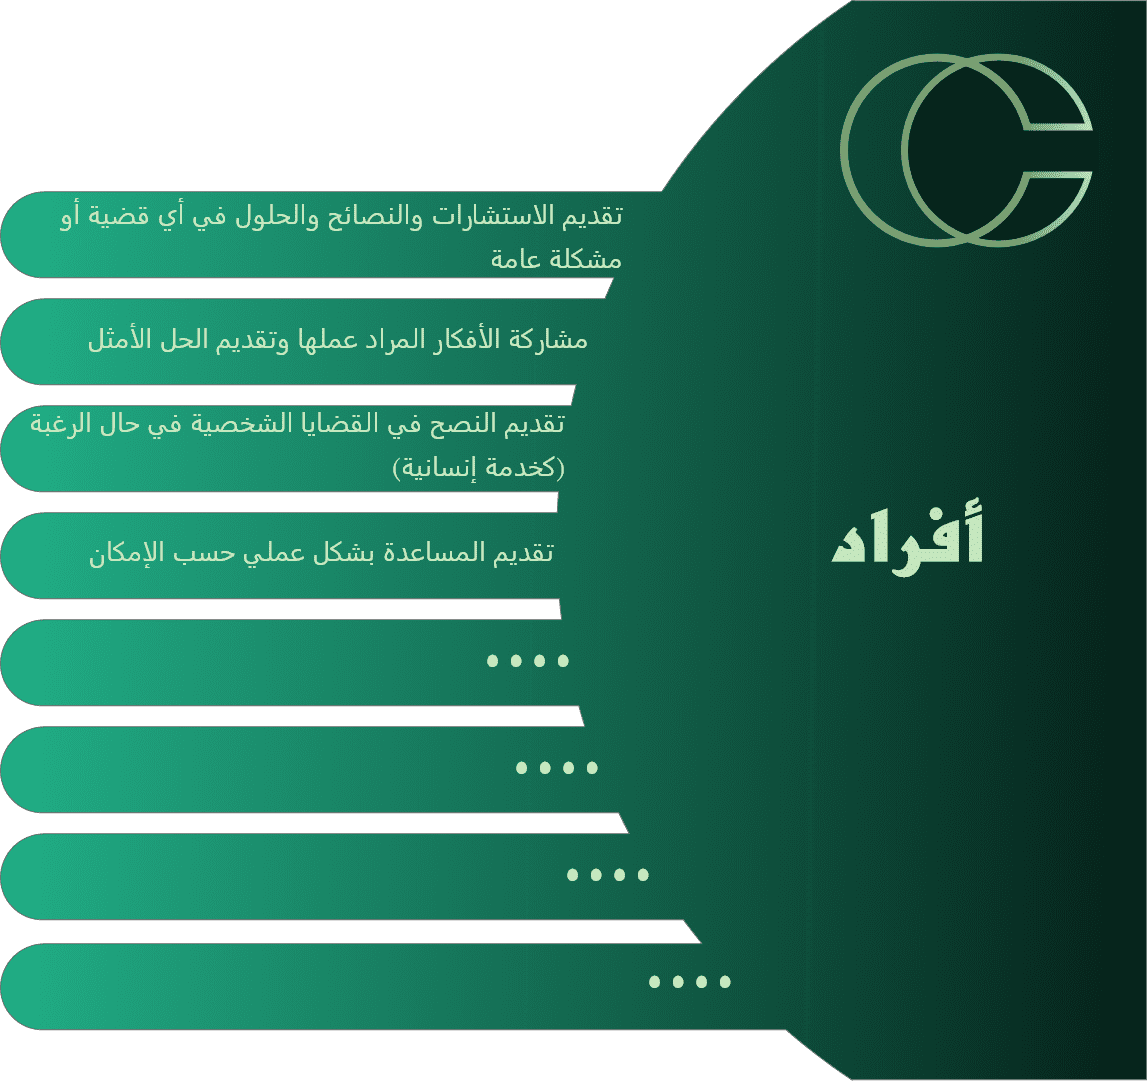 تقديم الاستشارات والنصائح والحلول في أي قضية أو
مشكلة عامة
مشاركة الأفكار المراد عملها وتقديم الحل الأمثل
تقديم النصح في القضايا الشخصية في حال الرغبة
(كخدمة إنسانية)
أفراد
تقديم المساعدة بشكل عملي حسب الإمكان
....
....
....
....